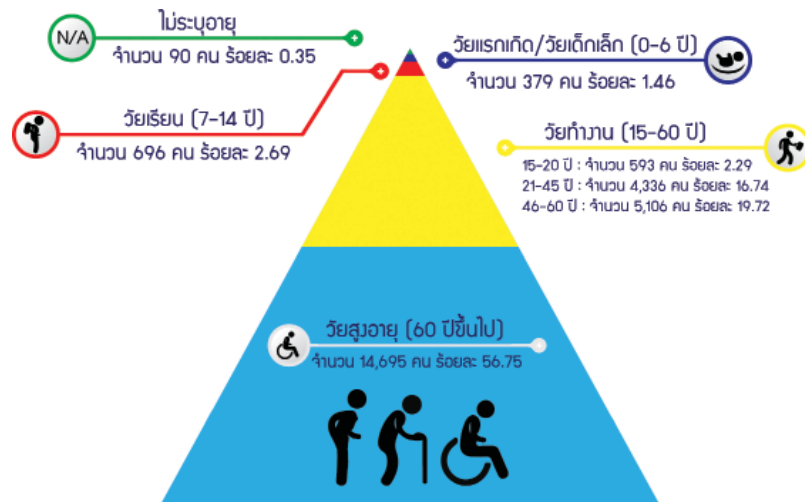 N/A
ไม่ระบุอายุ
จำนวน 90 คน ร้อยละ 0.35
วัยแรกเกิด/วัยเด็กเล็ก (0-6 ปี)
จำนวน 379 คน ร้อยละ 1.46
วัยเรียน (7-14 ปี)
จำนวน 696 คน ร้อยละ 2.69
วัยทำงาน (15-60 ปี)
15-20 ปี : จำนวน 593 คน ร้อยละ 2.29
21-45 ปี : จำนวน 4,336 คน ร้อยละ 16.74
46-60 ปี : จำนวน 5,106 คน ร้อยละ 19.72
วัยสูงอายุ (60 ปีขึ้นไป)
จำนวน 14,695 คน ร้อยละ 56.75